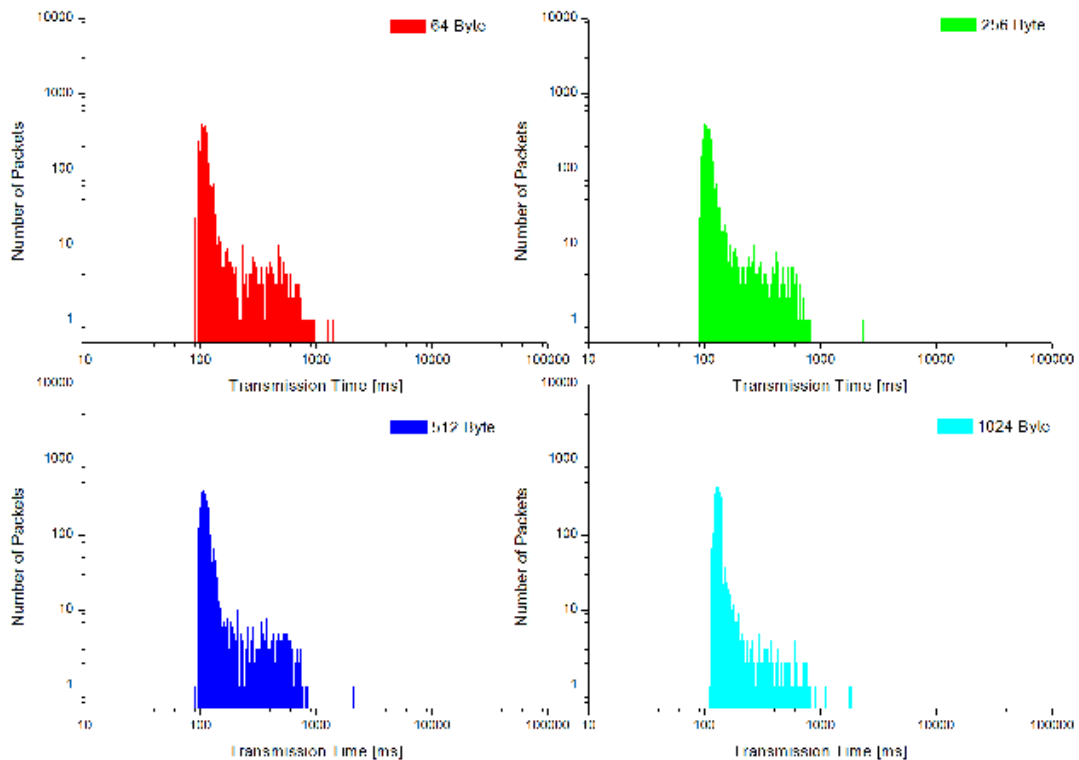 10000
64 Byte
1000
100
10
1
Number of Packets
10 100 1000 10000 100000
Transmission Time [ms]
10000
256 Byte
1000
100
10
1
Number of Packets
10 100 1000 10000 100000
Transmission Time [ms]
10000
512 Byte
1000
100
10
1
Number of Packets
10 100 1000 10000 100000
Transmission Time [ms]
10000
1024 Byte
1000
100
10
1
Number of Packets
10 100 1000 10000 100000
Transmission Time [ms]